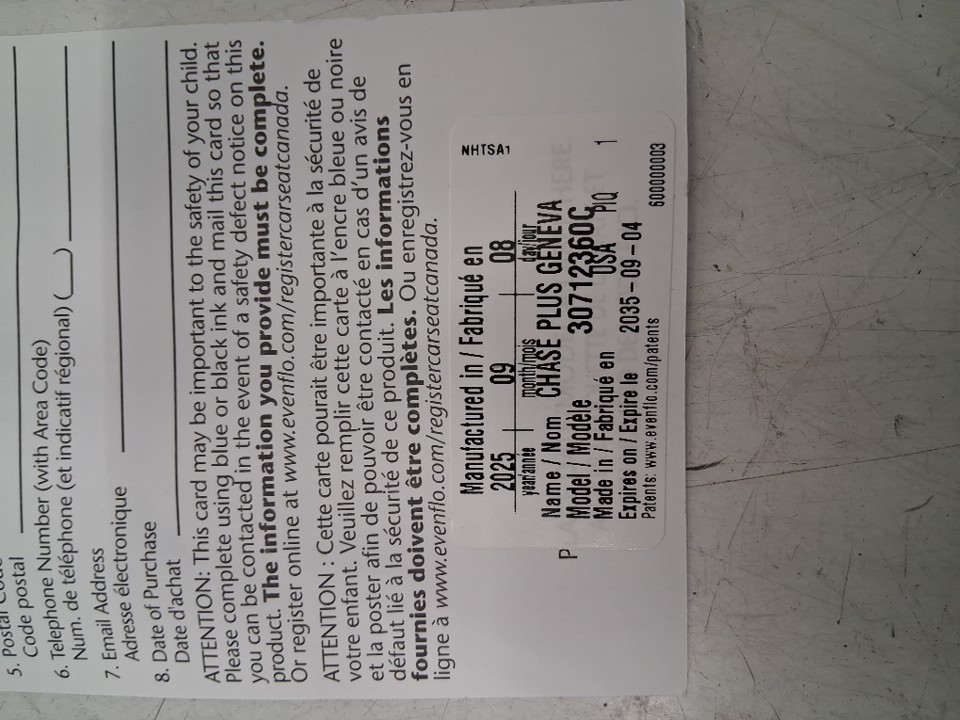 5. Postal Code
Code postal
6. Telephone Number (with Area Code)
Num. de téléphone (et indicatif régional) (___)
7. Email Address
Adresse électronique
8. Date of Purchase
Date d'achat
ATTENTION: This card may be important to the safety of your child.
Please complete using blue or black ink and mail this card so that
you can be contacted in the event of a safety defect notice on this
product. The information you provide must be complete.
Or register online at www.evenflo.com/registercarseatcanada.
ATTENTION : Cette carte pourait être importante à la sécurité de
votre enfant. Veuillez remplir cette carte à l'encre bleue ou noire
et la poster afin de pouvoir être contacté en cas d'un avis de
défaut lié à la sécurité de ce produit. Les informations
fournies doivent être complètes. Ou enregistrez-vous en
ligne à www.evenflo.com/registercarseatcanada.
NHTSA1
Manufactured in / Fabriqué en
2025 09 08
year/année month/mois day/jour
Name / Nom CHASE PLUS GENEVA
Model / Modèle 30712360C
Made in / Fabriqué en USA PIQ 1
Expires on / Expire le 2035-09-04
Patents: www.evenflo.com/patents 600000003